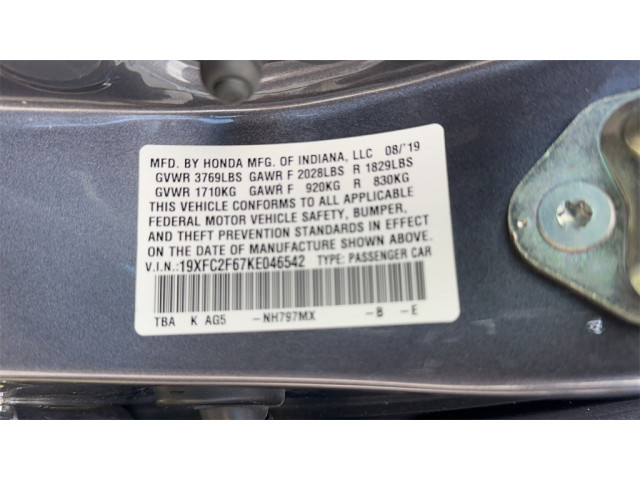 MFD. BY HONDA MFG. OF INDIANA, LLC 08/'19
GVWR 3769LBS GAWR F 2028LBS R 1829LBS
GVWR 1710KG GAWR F 920KG R 830KG
THIS VEHICLE CONFORMS TO ALL APPLICABLE
FEDERAL MOTOR VEHICLE SAFETY, BUMPER,
AND THEFT PREVENTION STANDARDS IN EFFECT
ON THE DATE OF MANUFACTURE SHOWN ABOVE.
V.I.N.: 19XFC2F67KE046542 TYPE: PASSENGER CAR
TBA K AG5 -NH797MX -B -E